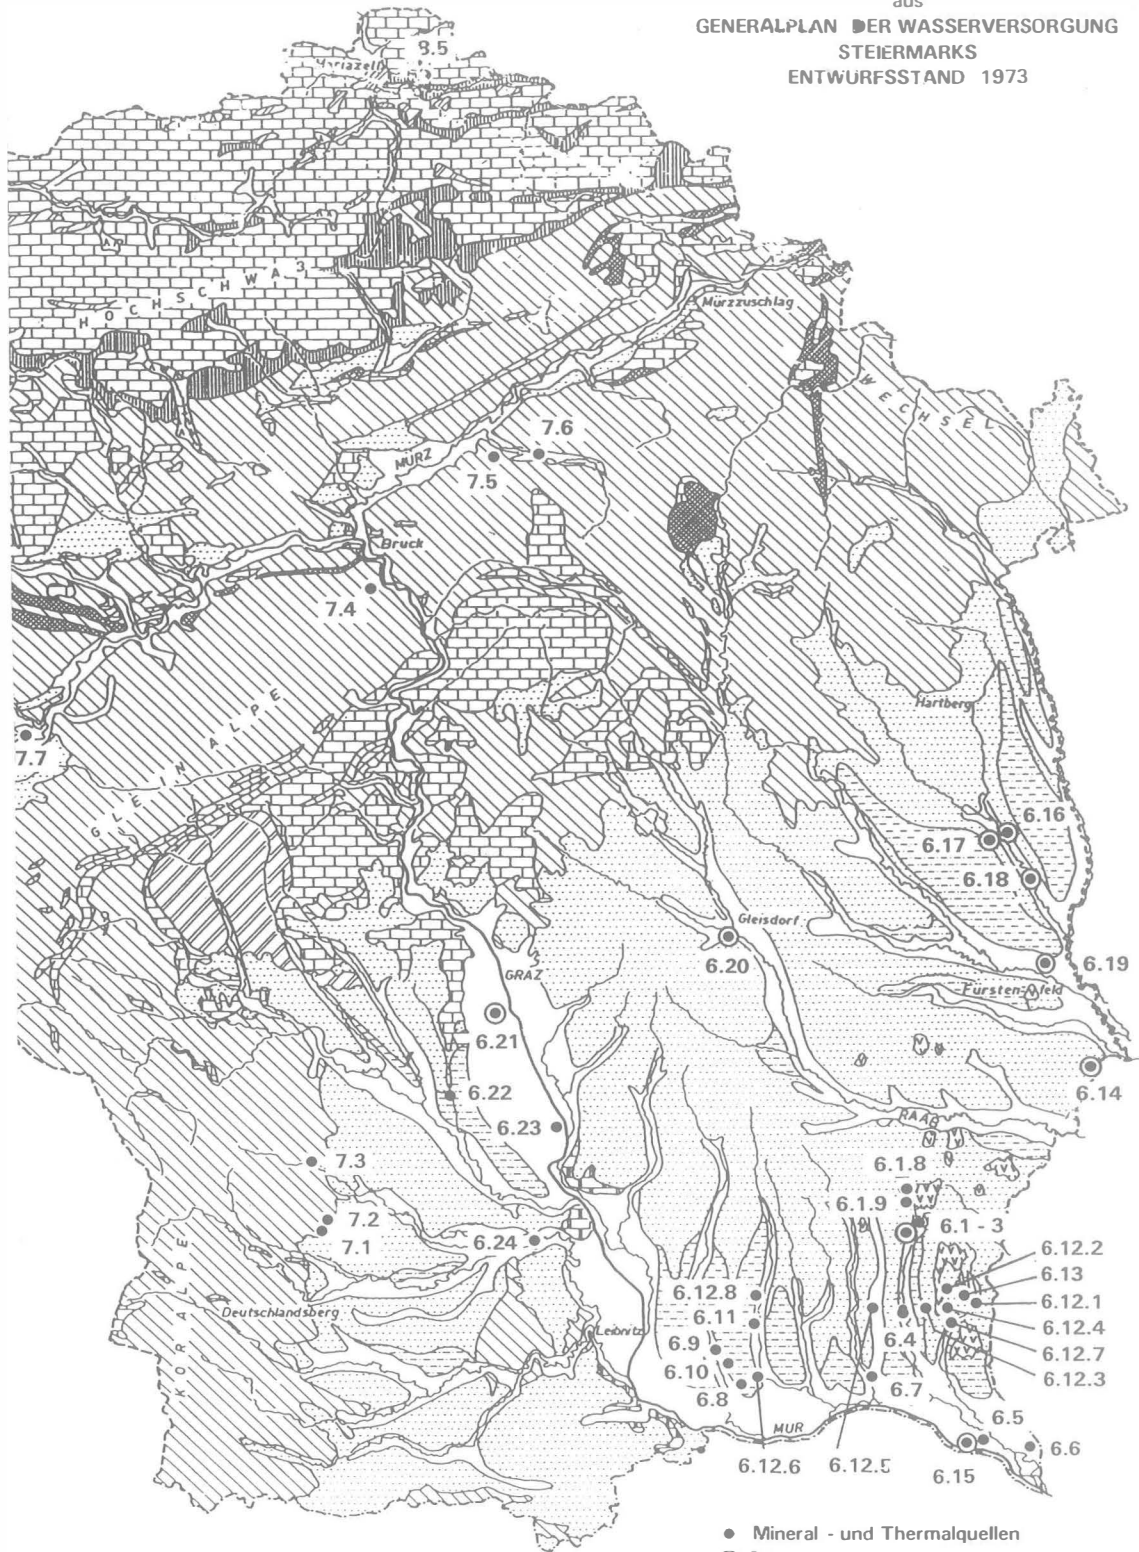 aus
GENERALPLAN DER WASSERVERSORGUNG
STEIERMARKS
ENTWURFSSTAND 1973
8.5
Mariazell
HOCHSCHWAB
Mürzzuschlag
WECHSEL
7.6
MÜRZ
7.5
Bruck
7.4
Hartberg
GLEIN ALPE
7.7
6.16
6.17
6.18
Gleisdorf
6.20
6.19
GRAZ
Fürstenfeld
6.21
6.14
6.22
RAAB
6.23
7.3
6.1.8
6.1.9
7.2
6.1 - 3
7.1
6.24
6.12.2
6.13
6.12.8
6.12.1
Deutschlandsberg
6.11
6.12.4
Leibnitz
6.4
6.9
6.12.7
KORALPE
6.10
6.12.3
6.8
6.7
6.5
MUR
6.6
6.12.6
6.12.5
6.15
● Mineral - und Thermalquellen